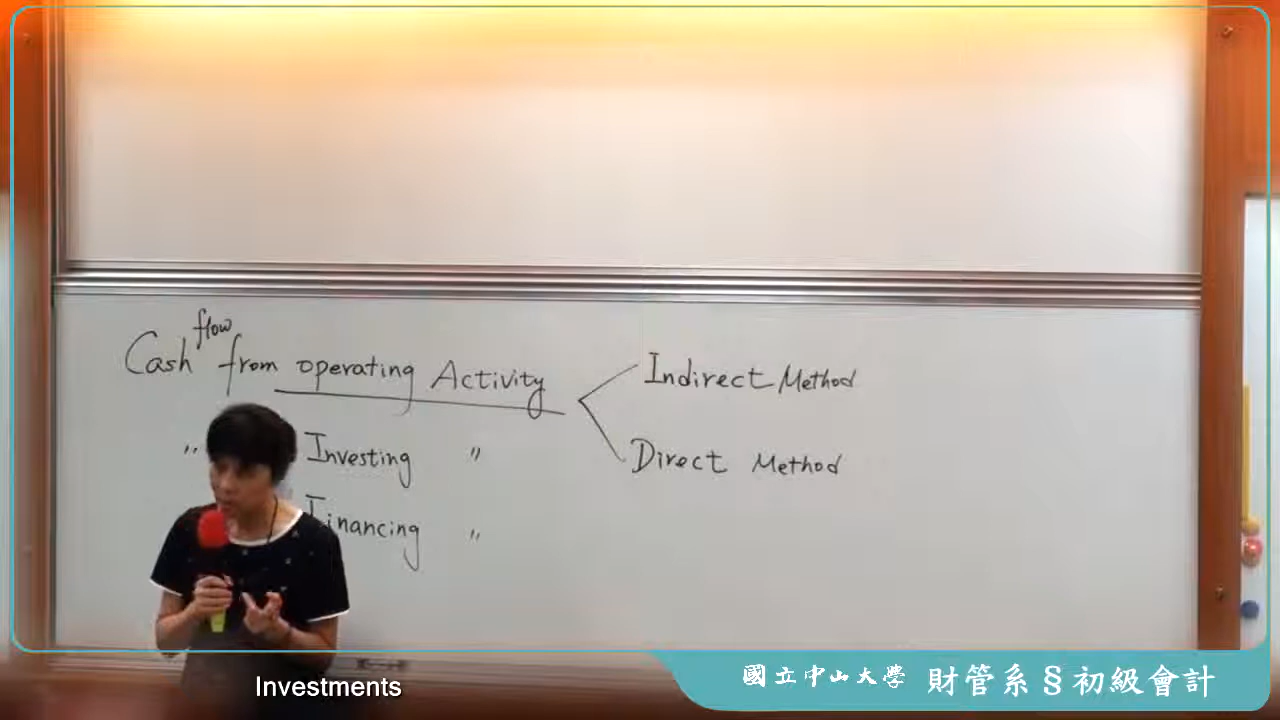 flow
Cash from operating Activity
Indirect Method
" Investing "
Direct Method
Financing "
Investments
國立中山大學 財管系§初級會計